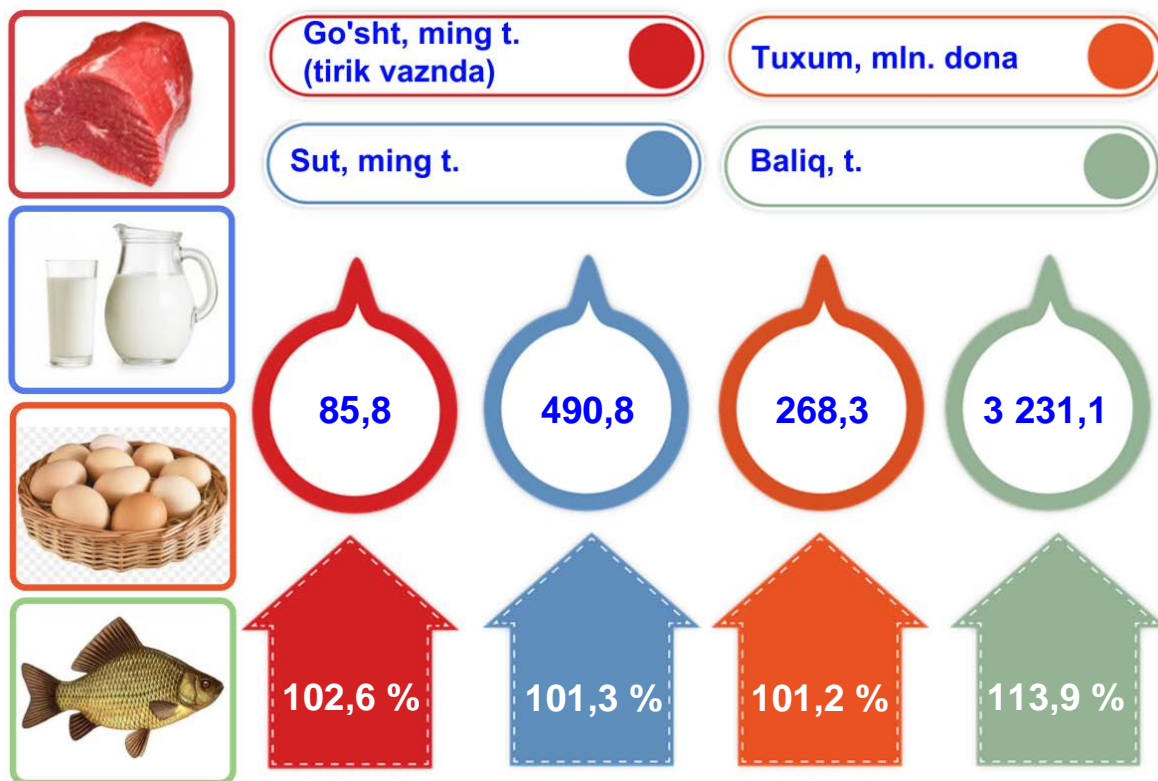 Go'sht, ming t.
(tirik vaznda)
Tuxum, mln. dona
Sut, ming t.
Baliq, t.
85,8
490,8
268,3
3 231,1
102,6 %
101,3 %
101,2 %
113,9 %